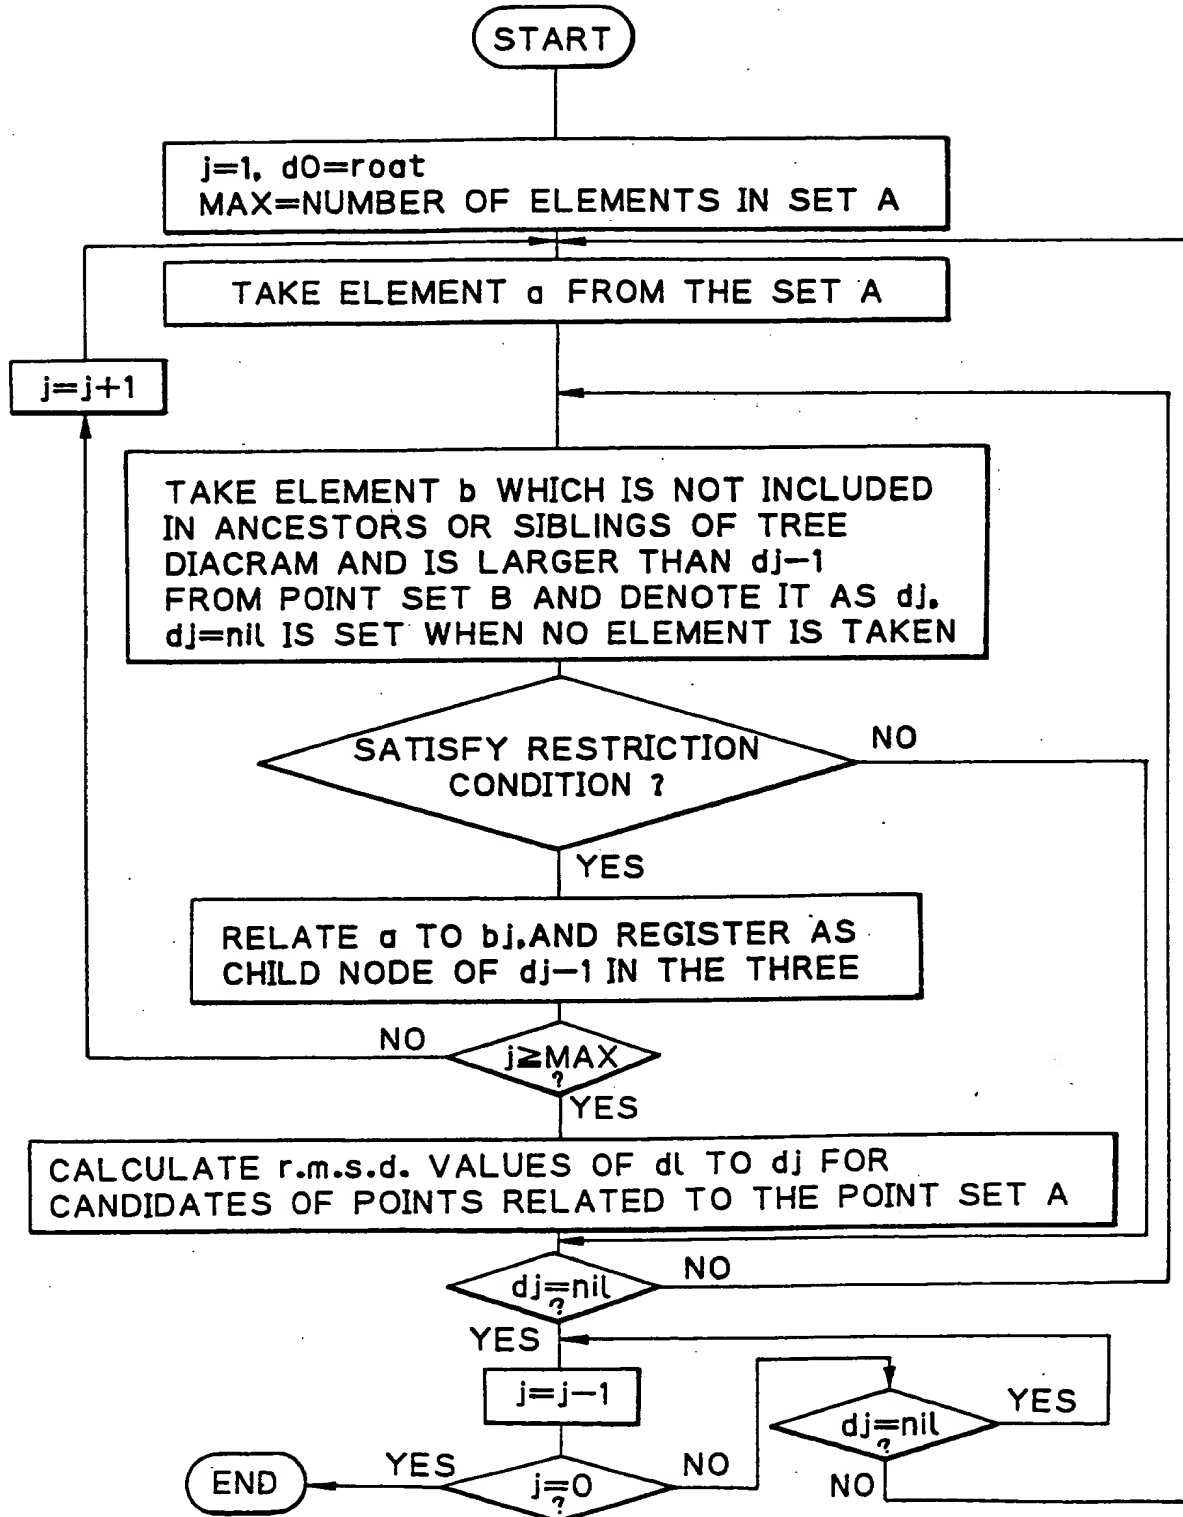 START
j=1, d0=roat
MAX=NUMBER OF ELEMENTS IN SET A
TAKE ELEMENT a FROM THE SET A
j=j+1
TAKE ELEMENT b WHICH IS NOT INCLUDED
IN ANCESTORS OR SIBLINGS OF TREE
DIACRAM AND IS LARGER THAN dj-1
FROM POINT SET B AND DENOTE IT AS dj.
dj=nil IS SET WHEN NO ELEMENT IS TAKEN
SATISFY RESTRICTION
CONDITION ?
NO
YES
RELATE a TO bj.AND REGISTER AS
CHILD NODE OF dj-1 IN THE THREE
NO
j≧MAX
?
YES
CALCULATE r.m.s.d. VALUES OF dl TO dj FOR
CANDIDATES OF POINTS RELATED TO THE POINT SET A
dj=nil
?
NO
YES
j=j-1
dj=nil
?
YES
NO
j=0
?
YES
NO
END